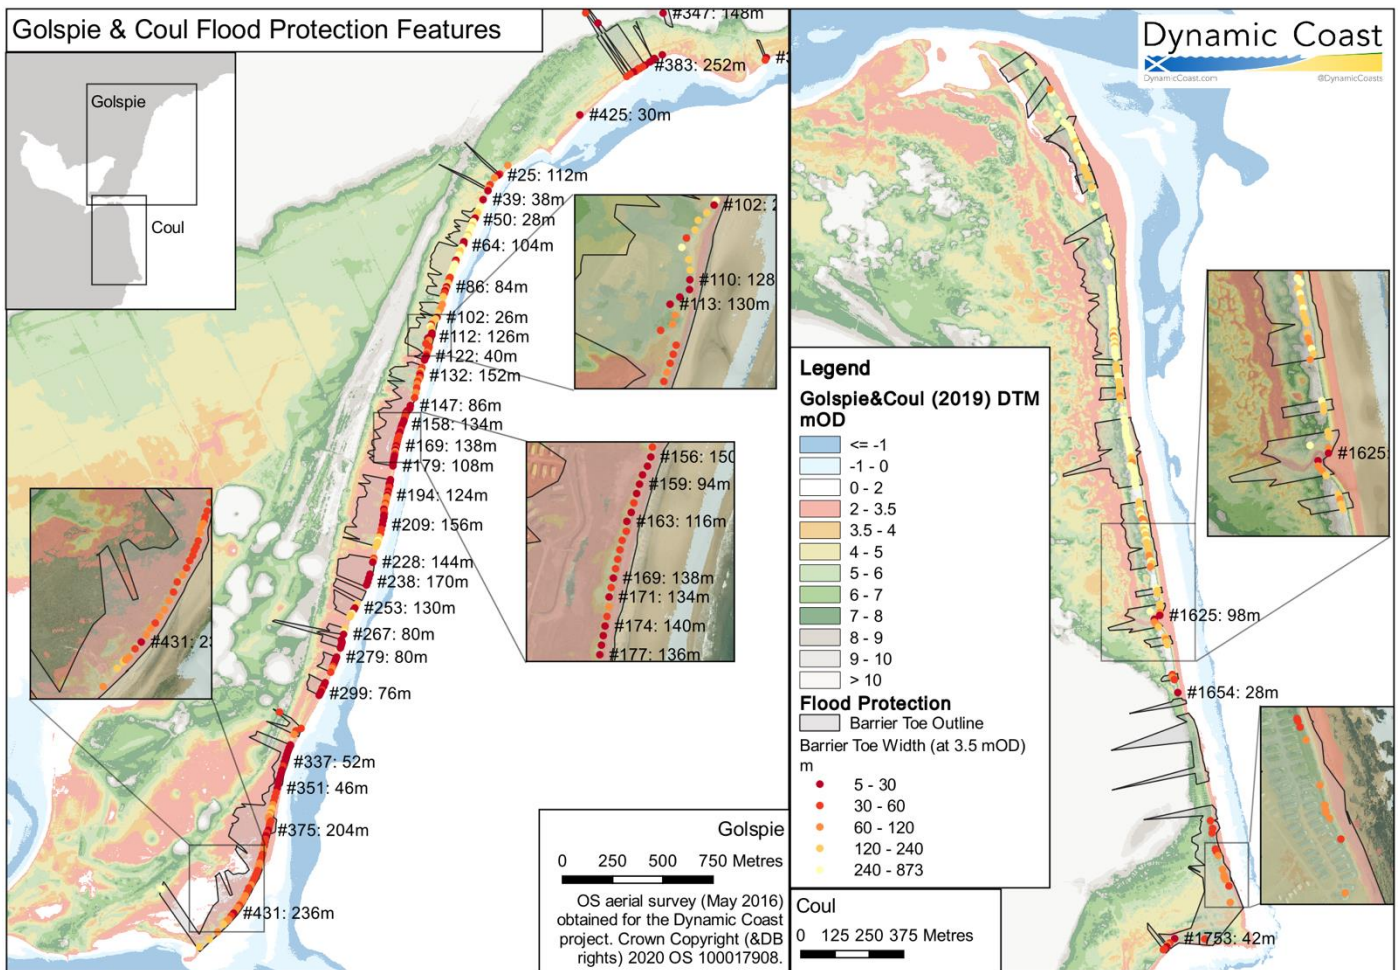 Golspie & Coul Flood Protection Features
Golspie
Coul
#347: 148m
#383: 252m
#425: 30m
#25: 112m
#39: 38m
#50: 28m
#64: 104m
#86: 84m
#102: 26m
#112: 126m
#122: 40m
#132: 152m
#147: 86m
#158: 134m
#169: 138m
#179: 108m
#194: 124m
#209: 156m
#228: 144m
#238: 170m
#253: 130m
#267: 80m
#279: 80m
#299: 76m
#337: 52m
#351: 46m
#375: 204m
#431: 236m
#102:
#110: 128
#113: 130m
#156: 150
#159: 94m
#163: 116m
#169: 138m
#171: 134m
#174: 140m
#177: 136m
#431: 23
Golspie
0 250 500 750 Metres
OS aerial survey (May 2016)
obtained for the Dynamic Coast
project. Crown Copyright (&DB
rights) 2020 OS 100017908.
Dynamic Coast
DynamicCoast.com @DynamicCoasts
#1625:
#1625: 98m
#1654: 28m
#1753: 42m
Legend
Golspie&Coul (2019) DTM
mOD
<= -1
-1 - 0
0 - 2
2 - 3.5
3.5 - 4
4 - 5
5 - 6
6 - 7
7 - 8
8 - 9
9 - 10
> 10
Flood Protection
Barrier Toe Outline
Barrier Toe Width (at 3.5 mOD)
m
5 - 30
30 - 60
60 - 120
120 - 240
240 - 873
Coul
0 125 250 375 Metres